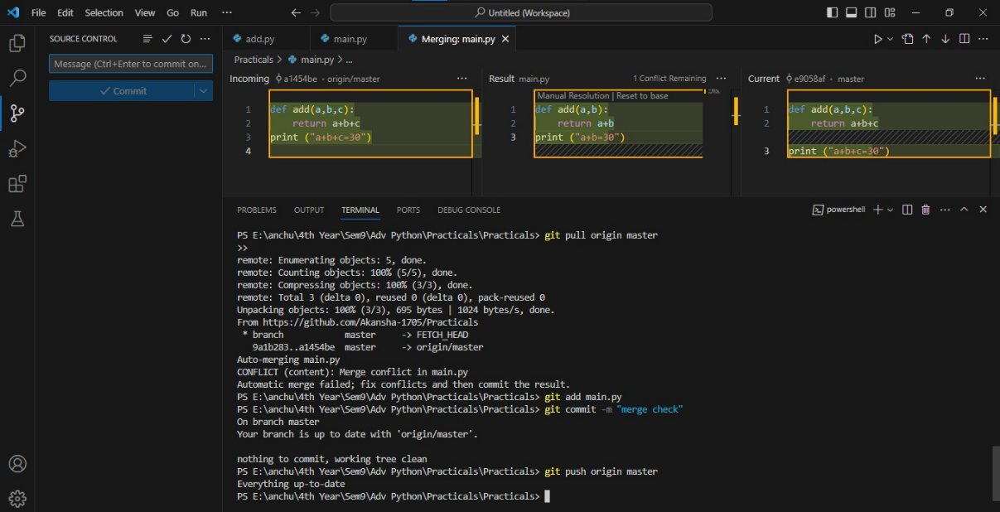 File Edit Selection View Go Run ··· Untitled (Workspace)
SOURCE CONTROL
Message (Ctrl+Enter to commit on...
Commit
add.py main.py Merging: main.py
Practicals > main.py > ...
Incoming a1454be • origin/master
1 def add(a,b,c):
2 return a+b+c
3 print ("a+b+c=30")
4
Result main.py 1 Conflict Remaining
Manual Resolution | Reset to base
1 def add(a,b):
2 return a+b
3 print ("a+b=30")
Current e9058af • master
1 def add(a,b,c):
2 return a+b+c
3 print ("a+b+c=30")
PROBLEMS OUTPUT TERMINAL PORTS DEBUG CONSOLE powershell
PS E:\anchu\4th Year\Sem9\Adv Python\Practicals\Practicals> git pull origin master
>>
remote: Enumerating objects: 5, done.
remote: Counting objects: 100% (5/5), done.
remote: Compressing objects: 100% (3/3), done.
remote: Total 3 (delta 0), reused 0 (delta 0), pack-reused 0
Unpacking objects: 100% (3/3), 695 bytes | 1024 bytes/s, done.
From https://github.com/Akansha-1705/Practicals
* branch master -> FETCH_HEAD
9a1b283..a1454be master -> origin/master
Auto-merging main.py
CONFLICT (content): Merge conflict in main.py
Automatic merge failed; fix conflicts and then commit the result.
PS E:\anchu\4th Year\Sem9\Adv Python\Practicals\Practicals> git add main.py
PS E:\anchu\4th Year\Sem9\Adv Python\Practicals\Practicals> git commit -m "merge check"
On branch master
Your branch is up to date with 'origin/master'.
nothing to commit, working tree clean
PS E:\anchu\4th Year\Sem9\Adv Python\Practicals\Practicals> git push origin master
Everything up-to-date
PS E:\anchu\4th Year\Sem9\Adv Python\Practicals\Practicals>